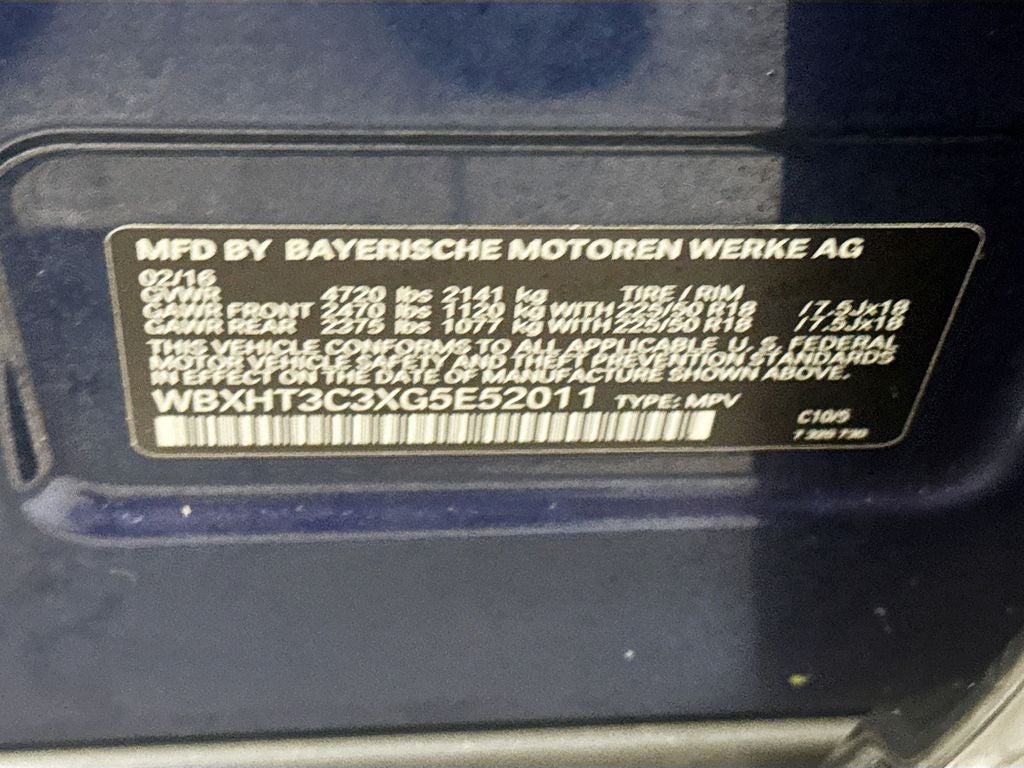 MFD BY BAYERISCHE MOTOREN WERKE AG
02/16
GVWR 4720 lbs 2141 kg TIRE / RIM
GAWR FRONT 2470 lbs 1120 kg WITH 225/50 R18 /7,5Jx18
GAWR REAR 2375 lbs 1077 kg WITH 225/50 R18 /7,5Jx18
THIS VEHICLE CONFORMS TO ALL APPLICABLE U. S. FEDERAL
MOTOR VEHICLE SAFETY AND THEFT PREVENTION STANDARDS
IN EFFECT ON THE DATE OF MANUFACTURE SHOWN ABOVE.
WBXHT3C3XG5E52011 TYPE: MPV
C10/5